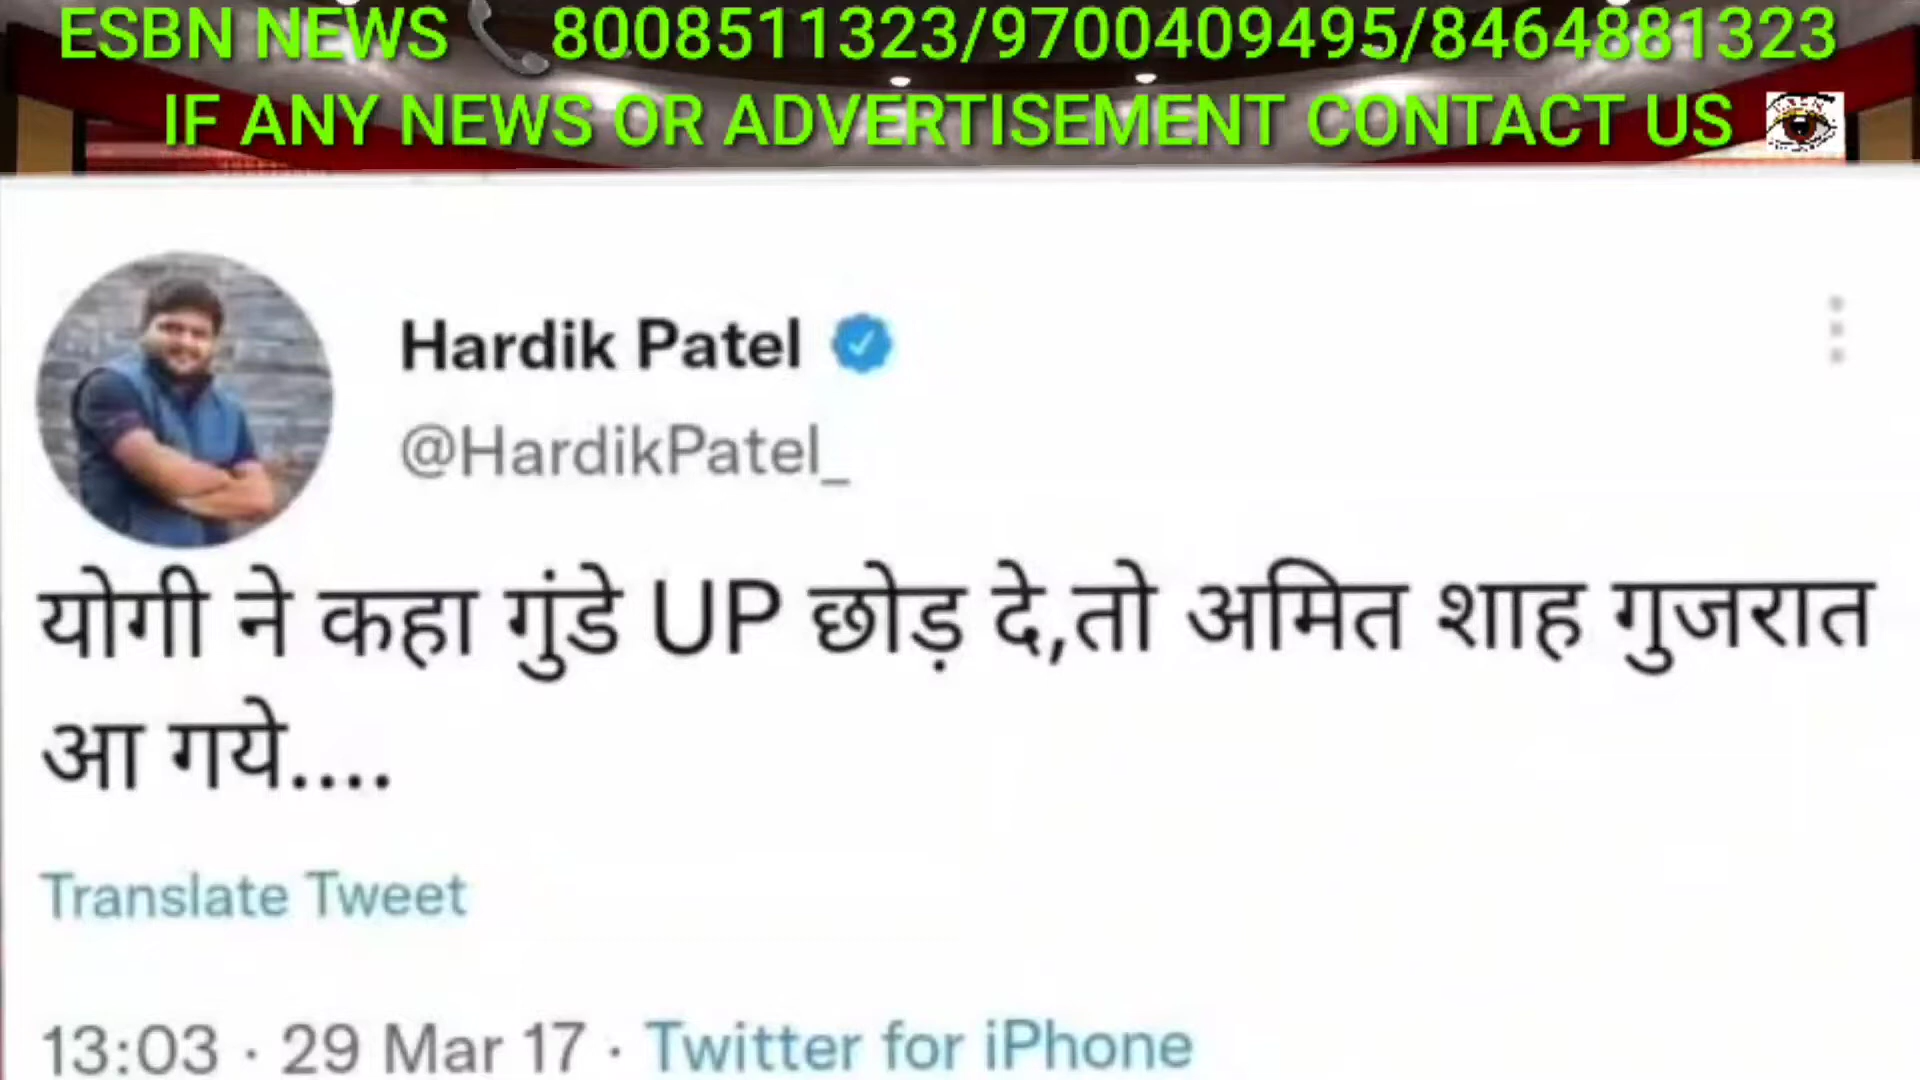 ESBN NEWS 8008511323/9700409495/8464881323
IF ANY NEWS OR ADVERTISEMENT CONTACT US
Hardik Patel
@HardikPatel_
योगी ने कहा गुंडे UP छोड़ दे,तो अमित शाह गुजरात
आ गये....
Translate Tweet
13:03 · 29 Mar 17 · Twitter for iPhone